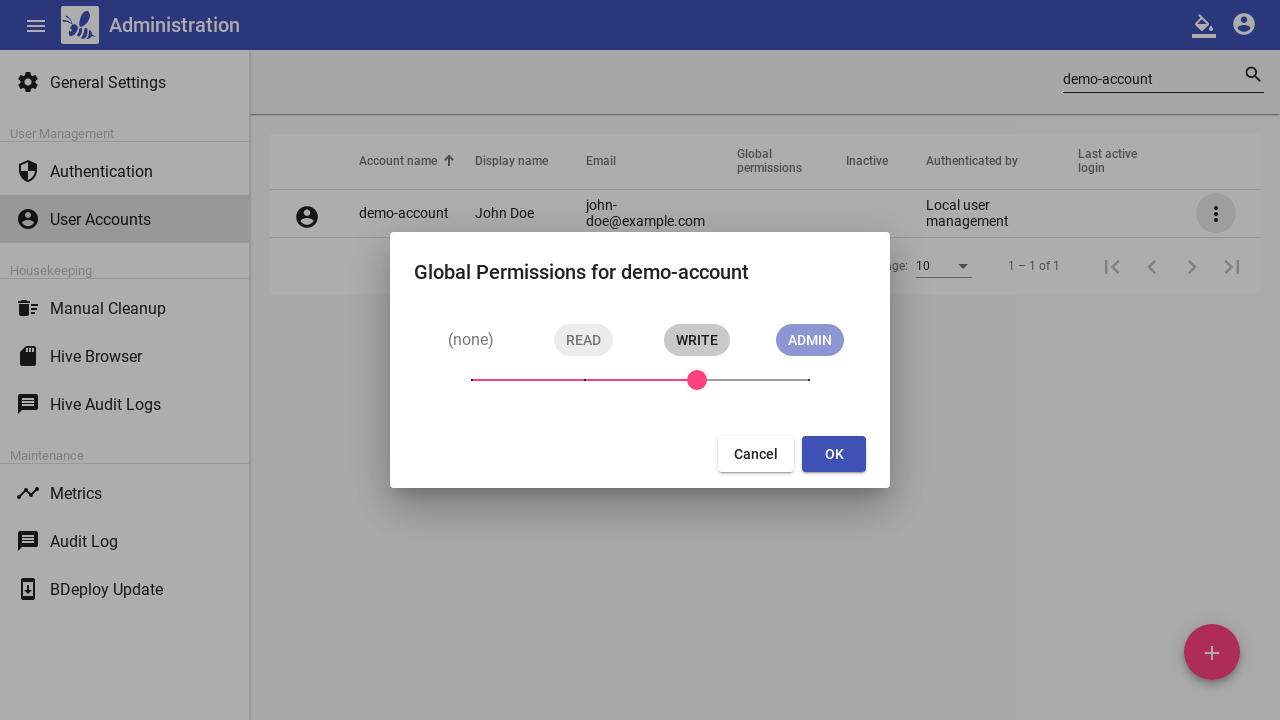 Administration
General Settings
demo-account
User Management
Authentication
User Accounts
Housekeeping
Manual Cleanup
Hive Browser
Hive Audit Logs
Maintenance
Metrics
Audit Log
BDeploy Update
Account name
Display name
Email
Global
permissions
Inactive
Authenticated by
Last active
login
demo-account
John Doe
john-
doe@example.com
Local user
management
10
1 – 1 of 1
Global Permissions for demo-account
(none)
READ
WRITE
ADMIN
Cancel
OK